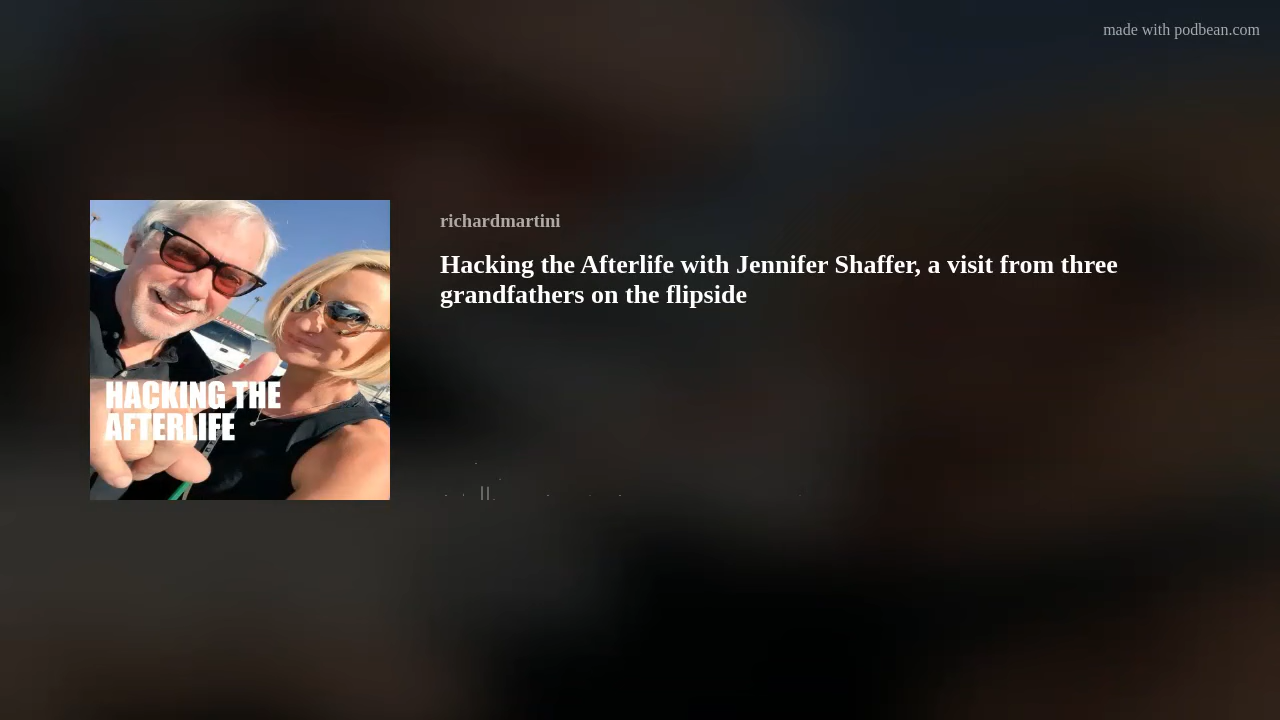 made with podbean.com
richardmartini
Hacking the Afterlife with Jennifer Shaffer, a visit from three
grandfathers on the flipside
HACKING THE
AFTERLIFE